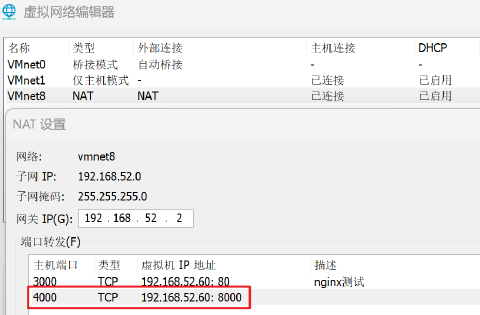 虚拟网络编辑器
名称 类型 外部连接 主机连接 DHCP
VMnet0 桥接模式 自动桥接 - -
VMnet1 仅主机模式 - 已连接 已启用
VMnet8 NAT NAT 已连接 已启用
NAT 设置
网络: vmnet8
子网 IP: 192.168.52.0
子网掩码: 255.255.255.0
网关 IP(G): 192 . 168 . 52 . 2
端口转发(F)
主机端口 类型 虚拟机 IP 地址 描述
3000 TCP 192.168.52.60: 80 nginx测试
4000 TCP 192.168.52.60: 8000